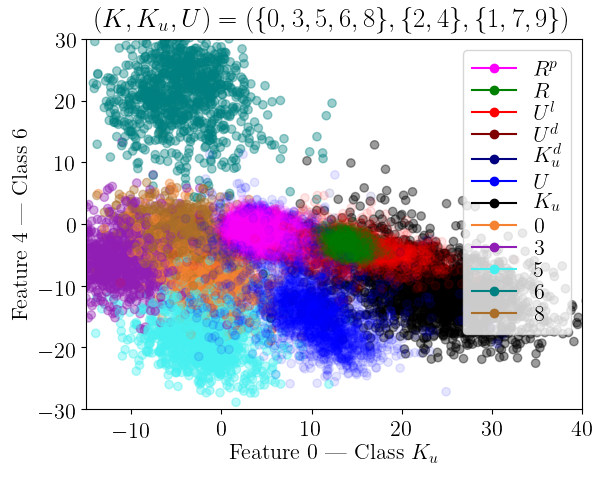 (K, K_u, U) = ({0, 3, 5, 6, 8}, {2, 4}, {1, 7, 9})
30
20
10
0
−10
−20
−30
Feature 4 — Class 6
R^p
R
U^l
U^d
K_u^d
U
K_u
0
3
5
6
8
−10
0
10
20
30
40
Feature 0 — Class K_u